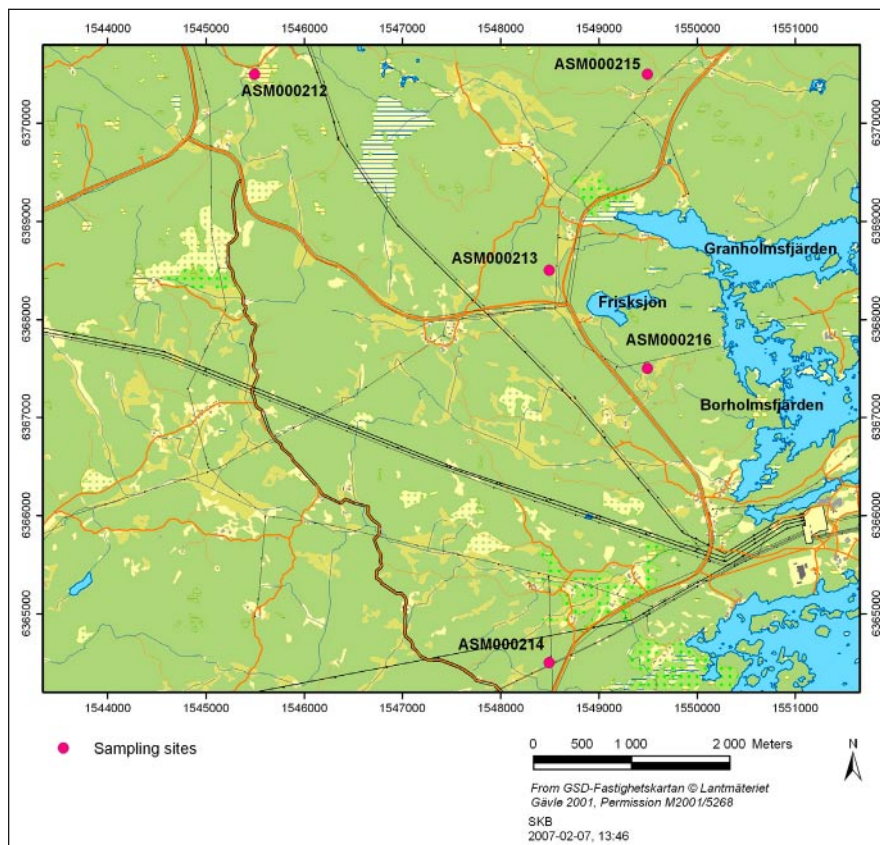 1544000 1545000 1546000 1547000 1548000 1549000 1550000 1551000
ASM000215
ASM000212
6370000 6370000
6369000 6369000
Granholmsfjärden
ASM000213
Frisksjön
6368000 6368000
ASM000216
Borholmsfjärden
6367000 6367000
6366000 6366000
6365000 6365000
ASM000214
1544000 1545000 1546000 1547000 1548000 1549000 1550000 1551000
Sampling sites
0 500 1 000 2 000 Meters
N
From GSD-Fastighetskartan © Lantmäteriet
Gävle 2001, Permission M2001/5268
SKB
2007-02-07, 13:46